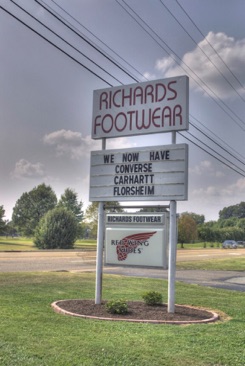 RICHARDS
FOOTWEAR
WE NOW HAVE
CONVERSE
CARHARTT
FLORSHEIM
RICHARDS FOOTWEAR
RED WING
SHOES